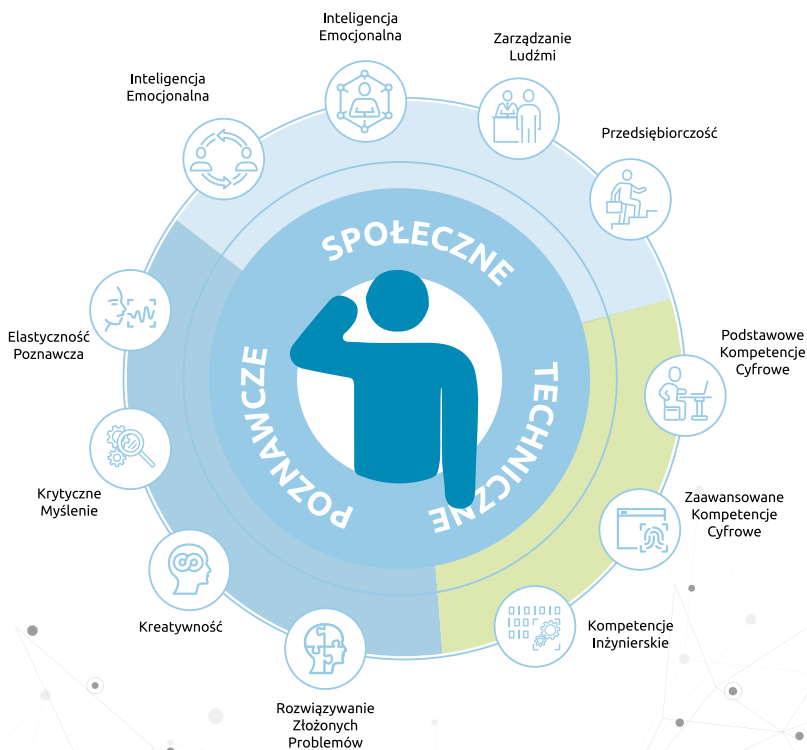 Inteligencja
Emocjonalna
Zarządzanie
Ludźmi
Inteligencja
Emocjonalna
Przedsiębiorczość
SPOŁECZNE
Elastyczność
Poznawcza
Podstawowe
Kompetencje
Cyfrowe
POZNAWCZE
TECHNICZNE
Krytyczne
Myślenie
Zaawansowane
Kompetencje
Cyfrowe
Kreatywność
Kompetencje
Inżynierskie
Rozwiązywanie
Złożonych
Problemów